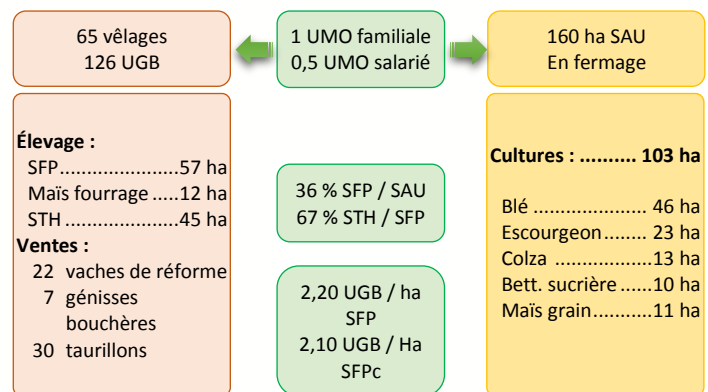 65 vêlages
126 UGB
1 UMO familiale
0,5 UMO salarié
160 ha SAU
En fermage
Élevage :
SFP......................57 ha
Maïs fourrage .....12 ha
STH .....................45 ha
Ventes :
22 vaches de réforme
7 génisses
bouchères
30 taurillons
36 % SFP / SAU
67 % STH / SFP
2,20 UGB / ha
SFP
2,10 UGB / Ha
SFPc
Cultures : .......... 103 ha
Blé ..................... 46 ha
Escourgeon........ 23 ha
Colza .................13 ha
Bett. sucrière ......10 ha
Maïs grain...........11 ha